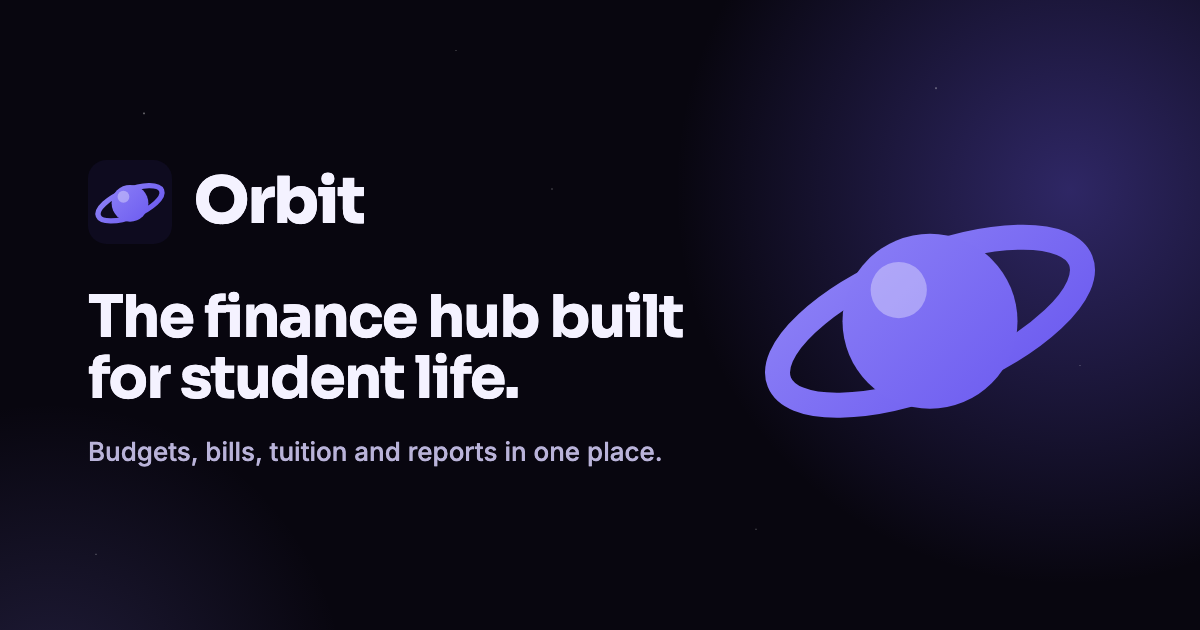 Orbit
The finance hub built
for student life.
Budgets, bills, tuition and reports in one place.